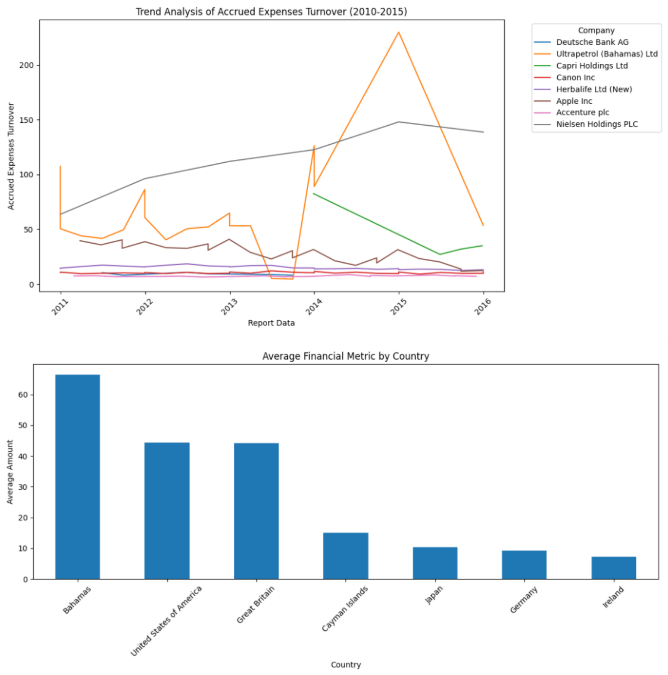 Trend Analysis of Accrued Expenses Turnover (2010-2015)
Accrued Expenses Turnover
200
150
100
50
0
2011
2012
2013
2014
2015
2016
Report Data
Company
Deutsche Bank AG
Ultrapetrol (Bahamas) Ltd
Capri Holdings Ltd
Canon Inc
Herbalife Ltd (New)
Apple Inc
Accenture plc
Nielsen Holdings PLC
Average Financial Metric by Country
Average Amount
60
50
40
30
20
10
0
Bahamas
United States of America
Great Britain
Cayman Islands
Japan
Germany
Ireland
Country